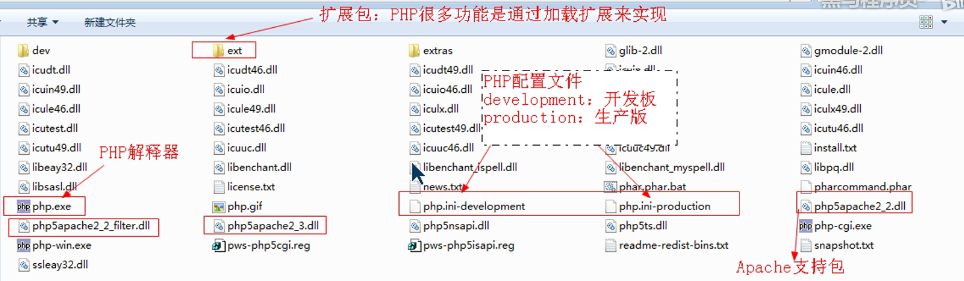 扩展包：PHP很多功能是通过加载扩展来实现
共享
新建文件夹
dev
ext
extras
glib-2.dll
gmodule-2.dll
icudt.dll
icudt46.dll
icudt49.dll
icuin46.dll
icuin49.dll
icuio.dll
icuio46.dll
icule.dll
icule46.dll
icule49.dll
iculx.dll
iculx49.dll
icutest.dll
icutest46.dll
icutest49.dll
icutu46.dll
icutu49.dll
icuuc.dll
icuuc46.dll
icuuc49.dll
install.txt
PHP配置文件
development：开发板
production：生产版
PHP解释器
libeay32.dll
libenchant.dll
libenchant_ispell.dll
libenchant_myspell.dll
libpq.dll
libsasl.dll
license.txt
news.txt
phar.phar.bat
pharcommand.phar
php.exe
php.gif
php.ini-development
php.ini-production
php5apache2_2.dll
php5apache2_2_filter.dll
php5apache2_3.dll
php5nsapi.dll
php5ts.dll
php-cgi.exe
php-win.exe
pws-php5cgi.reg
pws-php5isapi.reg
readme-redist-bins.txt
snapshot.txt
ssleay32.dll
Apache支持包